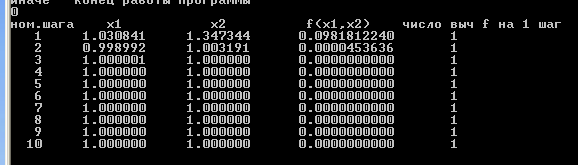 иначе   конец работы программы
0
ном.шага   x1   x2   f(x1,x2)   число выч f на 1 шаг
1   1.030841   1.347344   0.0981812240   1
2   0.998992   1.003191   0.0000453636   1
3   1.000001   1.000000   0.0000000000   1
4   1.000000   1.000000   0.0000000000   1
5   1.000000   1.000000   0.0000000000   1
6   1.000000   1.000000   0.0000000000   1
7   1.000000   1.000000   0.0000000000   1
8   1.000000   1.000000   0.0000000000   1
9   1.000000   1.000000   0.0000000000   1
10   1.000000   1.000000   0.0000000000   1